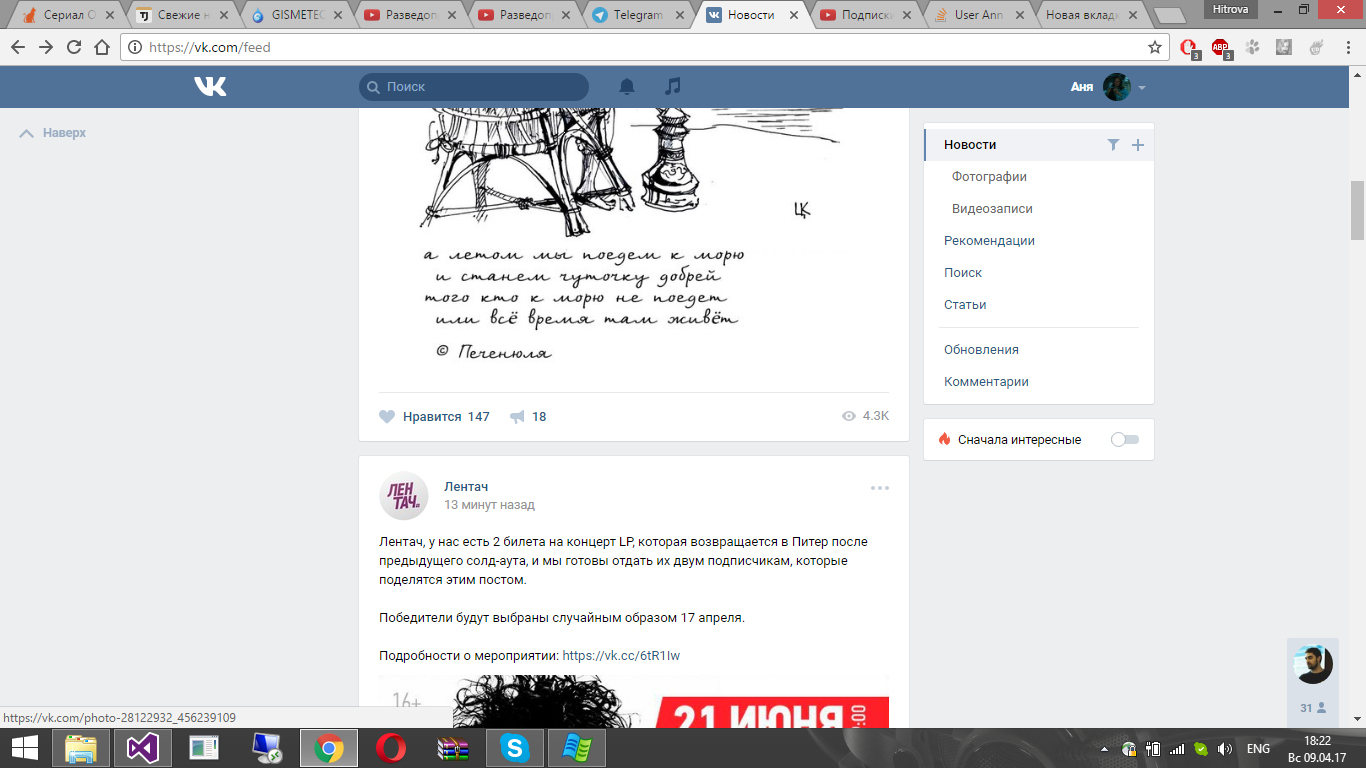 Сериал О
Свежие н
GISMETEO
Разведоп
Разведоп
Telegram
Новости
Подписки
User Ann
Новая вклад
Hitrova
https://vk.com/feed
3
ABP
3
Поиск
Аня
Наверх
ЦК
а летом мы поедем к морю
и станем чуточку добрей
того кто к морю не поедет
или всё время там живёт
© Печенюля
Нравится 147
18
4.3K
Новости
Фотографии
Видеозаписи
Рекомендации
Поиск
Статьи
Обновления
Комментарии
Сначала интересные
ЛЕН
ТАЧ.
Лентач
13 минут назад
Лентач, у нас есть 2 билета на концерт LP, которая возвращается в Питер после
предыдущего солд-аута, и мы готовы отдать их двум подписчикам, которые
поделятся этим постом.
Победители будут выбраны случайным образом 17 апреля.
Подробности о мероприятии: https://vk.cc/6tR1Iw
16+
21 ИЮНЯ
31
https://vk.com/photo-28122932_456239109
ENG
18:22
Вс 09.04.17